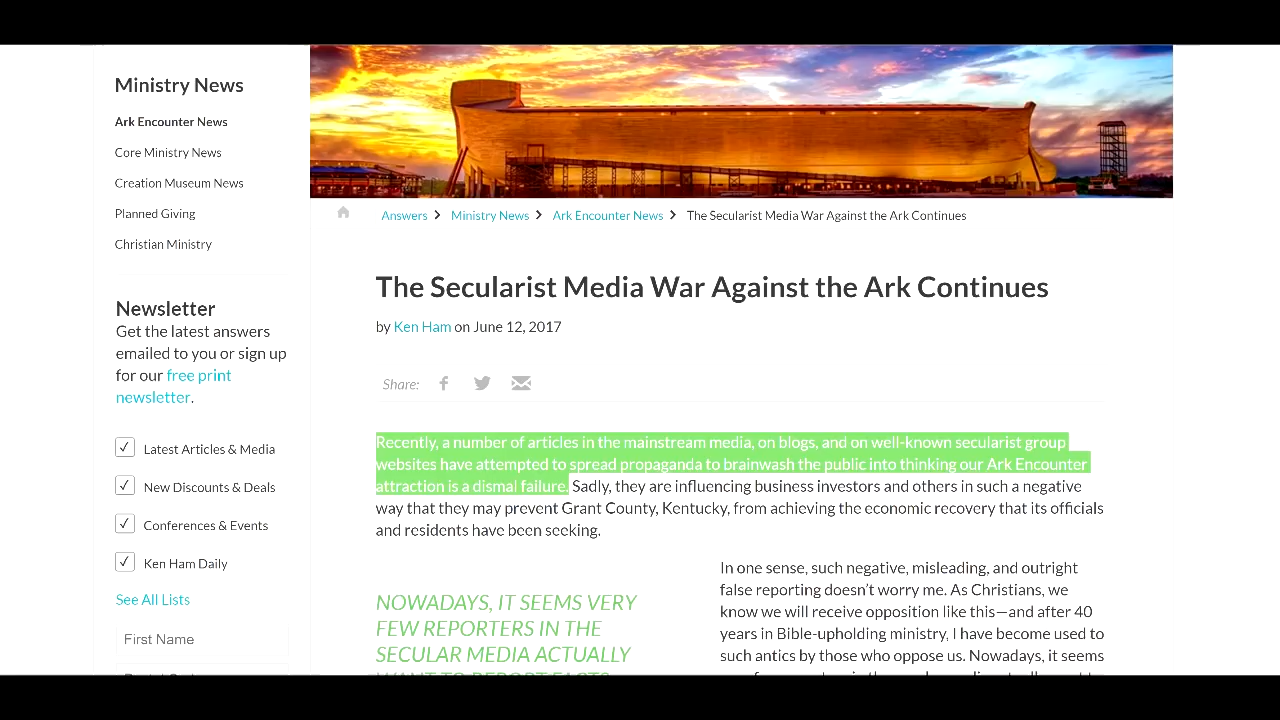 Ministry News
Ark Encounter News
Core Ministry News
Creation Museum News
Planned Giving
Christian Ministry
Newsletter
Get the latest answers
emailed to you or sign up
for our free print
newsletter.
Latest Articles & Media
New Discounts & Deals
Conferences & Events
Ken Ham Daily
See All Lists
First Name
Answers > Ministry News > Ark Encounter News > The Secularist Media War Against the Ark Continues
The Secularist Media War Against the Ark Continues
by Ken Ham on June 12, 2017
Share:
Recently, a number of articles in the mainstream media, on blogs, and on well-known secularist group
websites have attempted to spread propaganda to brainwash the public into thinking our Ark Encounter
attraction is a dismal failure. Sadly, they are influencing business investors and others in such a negative
way that they may prevent Grant County, Kentucky, from achieving the economic recovery that its officials
and residents have been seeking.
NOWADAYS, IT SEEMS VERY
FEW REPORTERS IN THE
SECULAR MEDIA ACTUALLY
WANT TO REPORT FACTS
In one sense, such negative, misleading, and outright
false reporting doesn't worry me. As Christians, we
know we will receive opposition like this—and after 40
years in Bible-upholding ministry, I have become used to
such antics by those who oppose us. Nowadays, it seems